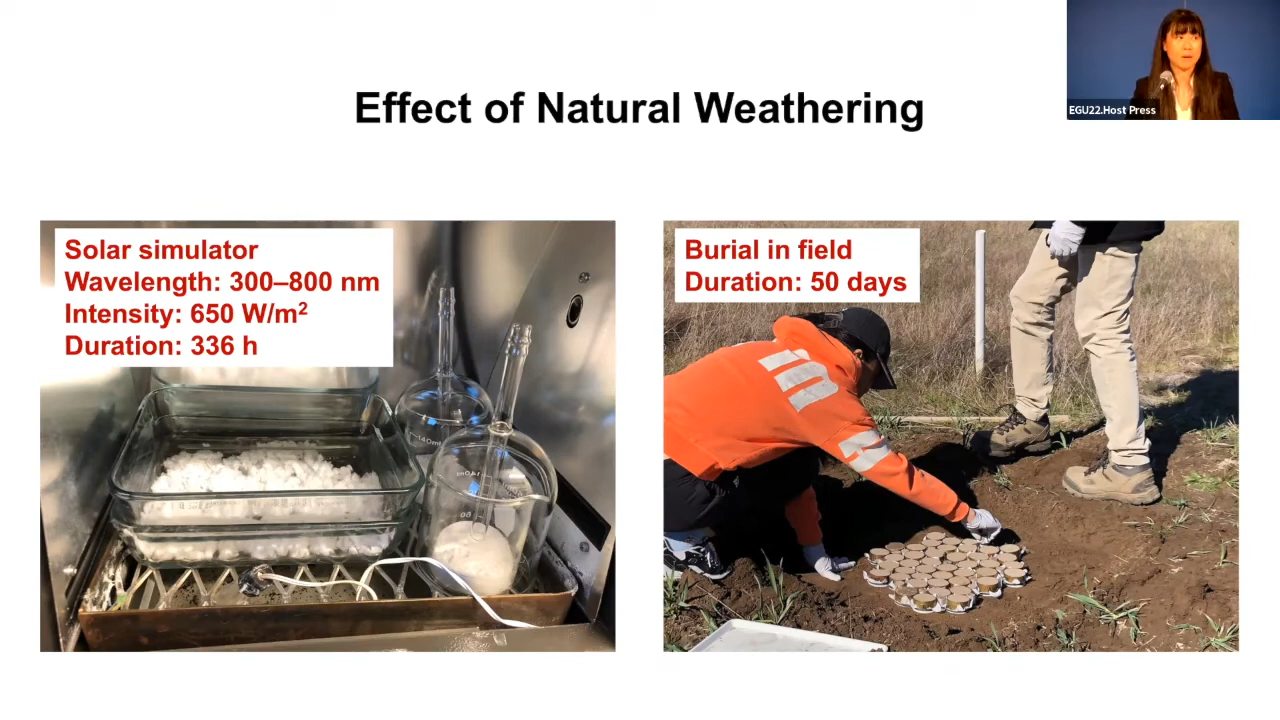 EGU22.Host Press
Effect of Natural Weathering
Solar simulator
Wavelength: 300–800 nm
Intensity: 650 W/m²
Duration: 336 h
Burial in field
Duration: 50 days